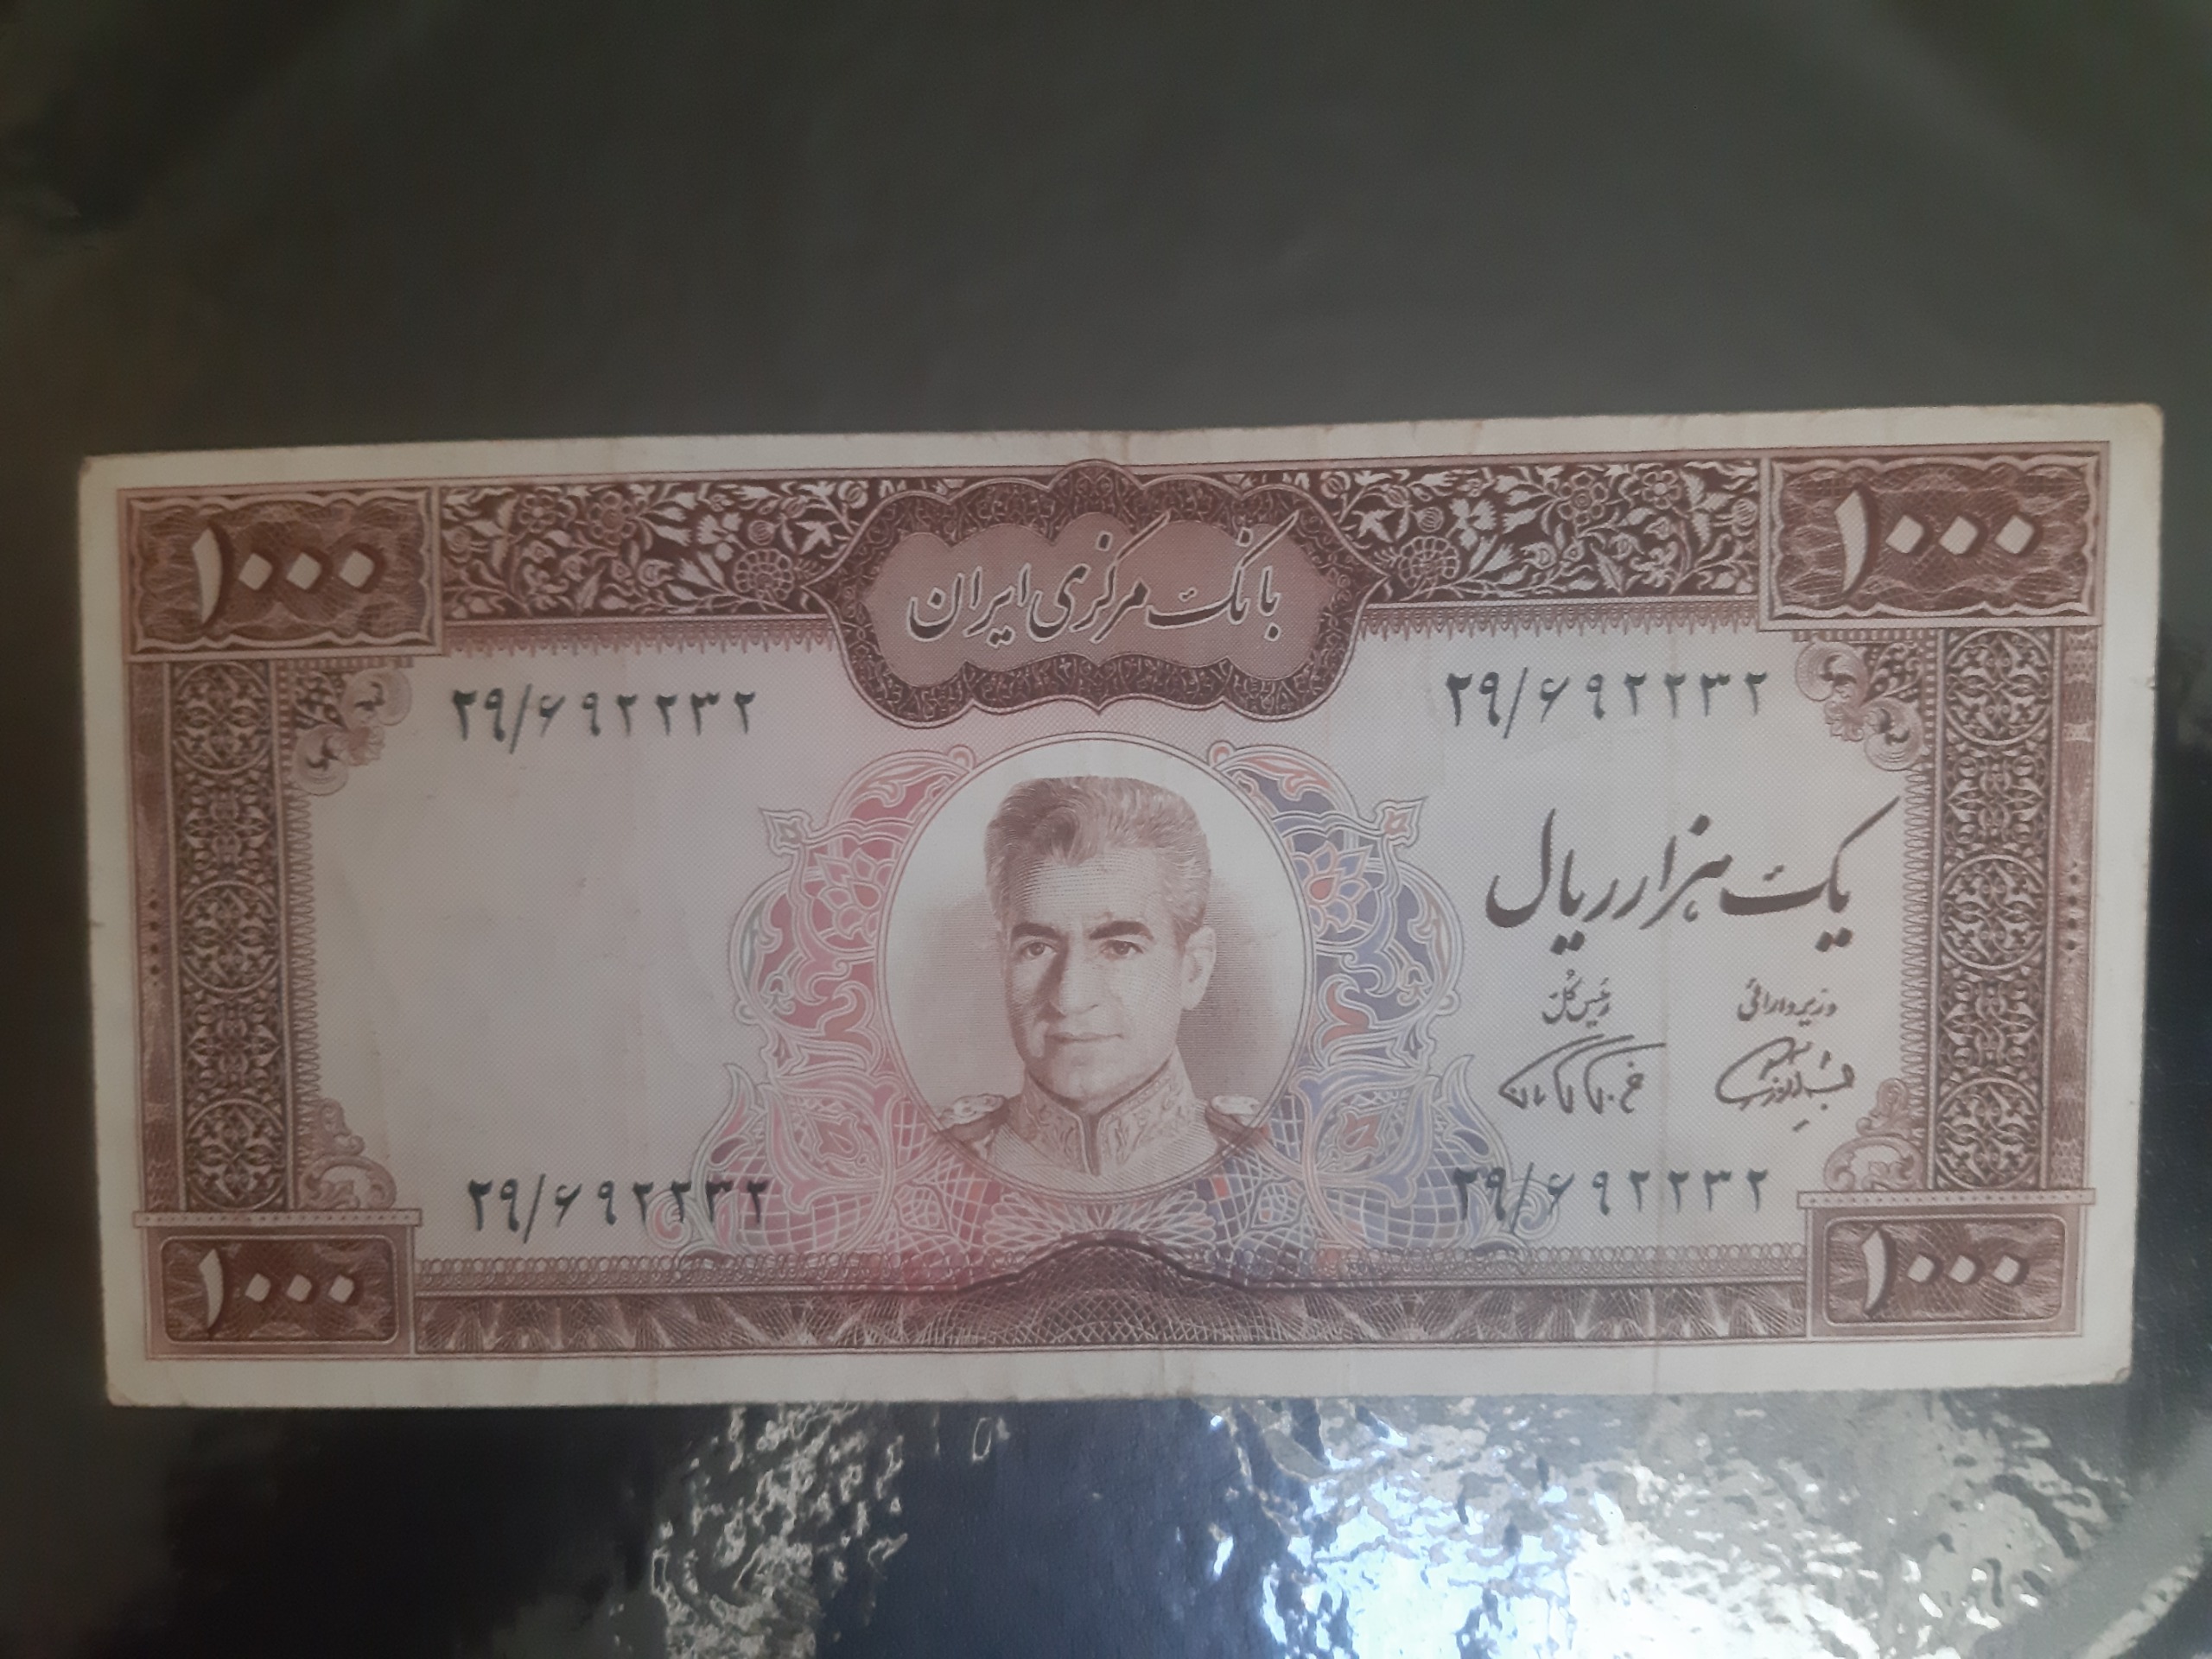 ۱۰۰۰
بانک مرکزی ایران
۱۰۰۰
۲۹/۶۹۲۲۳۲
۲۹/۶۹۲۲۳۲
یک هزار ریال
وزیر دارائی
رئیس کل
۲۹/۶۹۲۲۳۲
۲۹/۶۹۲۲۳۲
۱۰۰۰
۱۰۰۰